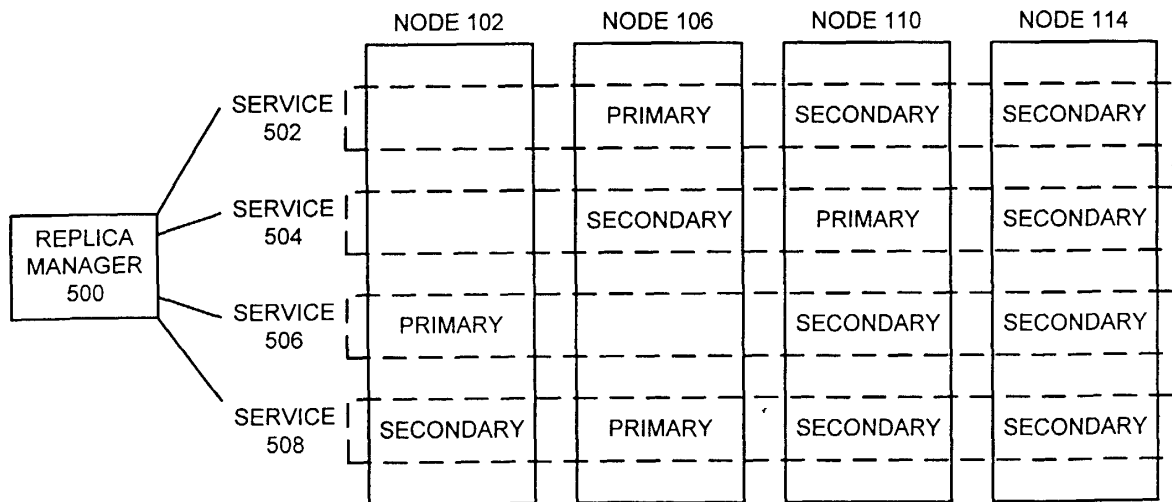 NODE 102 NODE 106 NODE 110 NODE 114
SERVICE
502
PRIMARY SECONDARY SECONDARY
SERVICE
504
SECONDARY PRIMARY SECONDARY
REPLICA
MANAGER
500
SERVICE
506
PRIMARY SECONDARY SECONDARY
SERVICE
508
SECONDARY PRIMARY SECONDARY SECONDARY